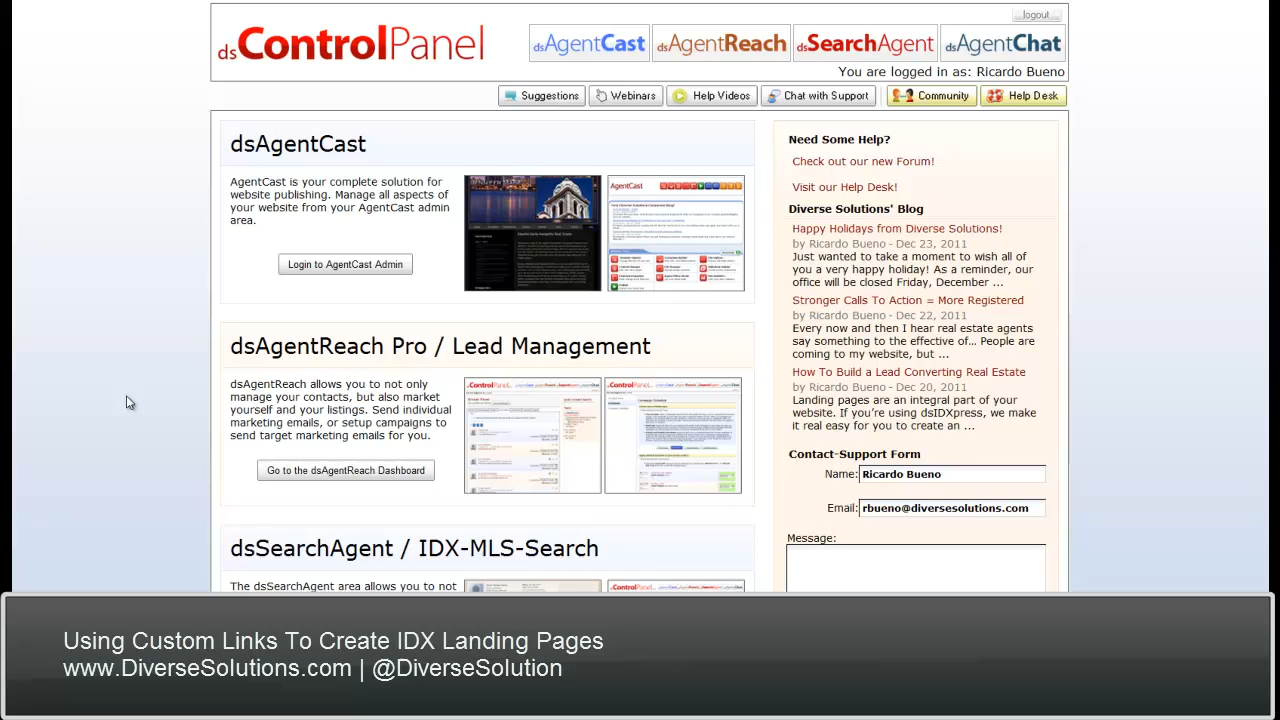 logout
dsControlPanel
dsAgentCast
dsAgentReach
dsSearchAgent
dsAgentChat
You are logged in as: Ricardo Bueno
Suggestions
Webinars
Help Videos
Chat with Support
Community
Help Desk
dsAgentCast
AgentCast is your complete solution for
website publishing. Manage all aspects of
your website from your AgentCast admin
area.
Login to AgentCast Admin
AgentCast
dsAgentReach Pro / Lead Management
dsAgentReach allows you to not only
manage your contacts, but also market
yourself and your listings. Send individual
marketing emails, or setup campaigns to
send target marketing emails for you.
Go to the dsAgentReach Dashboard
ControlPanel
ControlPanel
dsSearchAgent / IDX-MLS-Search
The dsSearchAgent area allows you to not
ControlPanel
Need Some Help?
Check out our new Forum!
Visit our Help Desk!
Diverse Solutions Blog
Happy Holidays from Diverse Solutions!
by Ricardo Bueno - Dec 23, 2011
Just wanted to take a moment to wish all of
you a very happy holiday! As a reminder, our
office will be closed Friday, December ...
Stronger Calls To Action = More Registered
by Ricardo Bueno - Dec 22, 2011
Every now and then I hear real estate agents
say something to the effective of... People are
coming to my website, but ...
How To Build a Lead Converting Real Estate
by Ricardo Bueno - Dec 20, 2011
Landing pages are an integral part of your
website. If you're using dsIDXpress, we make
it real easy for you to create an ...
Contact-Support Form
Name: Ricardo Bueno
Email: rbueno@diversesolutions.com
Message:
Using Custom Links To Create IDX Landing Pages
www.DiverseSolutions.com | @DiverseSolution